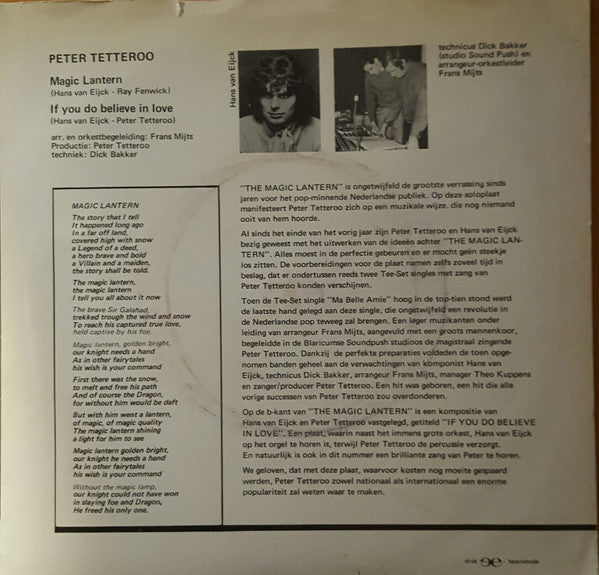 PETER TETTEROO
Magic Lantern
(Hans van Eijck - Ray Fenwick)
If you do believe in love
(Hans van Eijck - Peter Tetteroo)
arr. en orkestbegeleiding: Frans Mijts
Productie: Peter Tetteroo
techniek: Dick Bakker
Hans van Eijck
technicus Dick Bakker
(studio Sound Push) en
arrangeur-orkestleider
Frans Mijts
MAGIC LANTERN
The story that I tell
It happened long ago
In a far off land,
covered high with snow
a Legend of a deed,
a hero brave and bold
a Villain and a maiden,
the story shall be told.
The magic lantern,
the magic lantern
I tell you all about it now
The brave Sir Galahad,
trekked trough the wind and snow
To reach his captured true love,
held captive by his foe.
Magic lantern, golden bright,
our knight needs a hand
As in other fairytales
his wish is your command
First there was the snow,
to melt and free his path
And of course the Dragon,
for without him would be daft
But with him went a lantern,
of magic, of magic quality
The magic lantern shining
a light for him to see
Magic lantern golden bright,
our knight he needs a hand
As in other fairytales
his wish is your command
Without the magic lamp,
our knight could not have won
in slaying foe and Dragon,
He freed his only one.
"THE MAGIC LANTERN" is ongetwijfeld de grootste verrassing sinds
jaren voor het pop-minnende Nederlandse publiek. Op deze soloplaat
manifesteert Peter Tetteroo zich op een muzikale wijze, die nog niemand
ooit van hem hoorde.
Al sinds het einde van het vorig jaar zijn Peter Tetteroo en Hans van Eijck
bezig geweest met het uitwerken van de ideeën achter "THE MAGIC LAN-
TERN". Alles moest in de perfectie gebeuren en er mocht geen steekje
los zitten. De voorbereidingen voor de plaat namen zelfs zoveel tijd in
beslag, dat er ondertussen reeds twee Tee-Set singles met zang van
Peter Tetteroo konden verschijnen.
Toen de Tee-Set single "Ma Belle Amie" hoog in de top-tien stond werd
de laatste hand gelegd aan deze single, die ongetwijfeld een revolutie in
de Nederlandse pop teweeg zal brengen. Een leger muzikanten onder
leiding van arrangeur Frans Mijts, aangevuld met een groots mannenkoor,
begeleidde in de Blaricumse Soundpush studioos de magistraal zingende
Peter Tetteroo. Dankzij de perfekte preparaties voldeden de toen opge-
nomen banden geheel aan de verwachtingen van komponist Hans van
Eijck, technicus Dick Bakker, arrangeur Frans Mijts, manager Theo Kuppens
en zanger/producer Peter Tetteroo. Een hit was geboren, een hit die alle
vorige successen van Peter Tetteroo zou overdonderen.
Op de b-kant van "THE MAGIC LANTERN" is een kompositie van
Hans van Eijck en Peter Tetteroo vastgelegd, getiteld "IF YOU DO BELIEVE
IN LOVE". Een plaat, waarin naast het immens grote orkest, Hans van Eijck
op het orgel te horen is, terwijl Peter Tetteroo de percussie verzorgt.
En natuurlijk is ook in dit nummer een brilliante zang van Peter te horen.
We geloven, dat met deze plaat, waarvoor kosten nog moeite gespaard
werden, Peter Tetteroo zowel nationaal als internationaal een enorme
populariteit zal weten waar te maken.
druk
heemstede